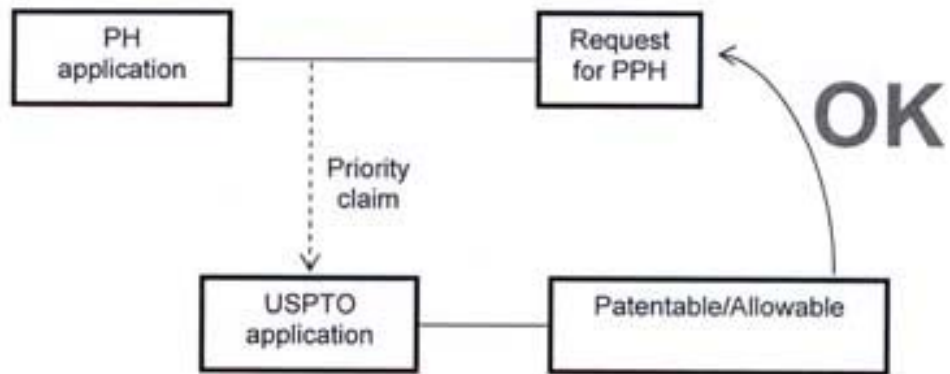 PH
application
Request
for PPH
OK
Priority
claim
USPTO
application
Patentable/Allowable